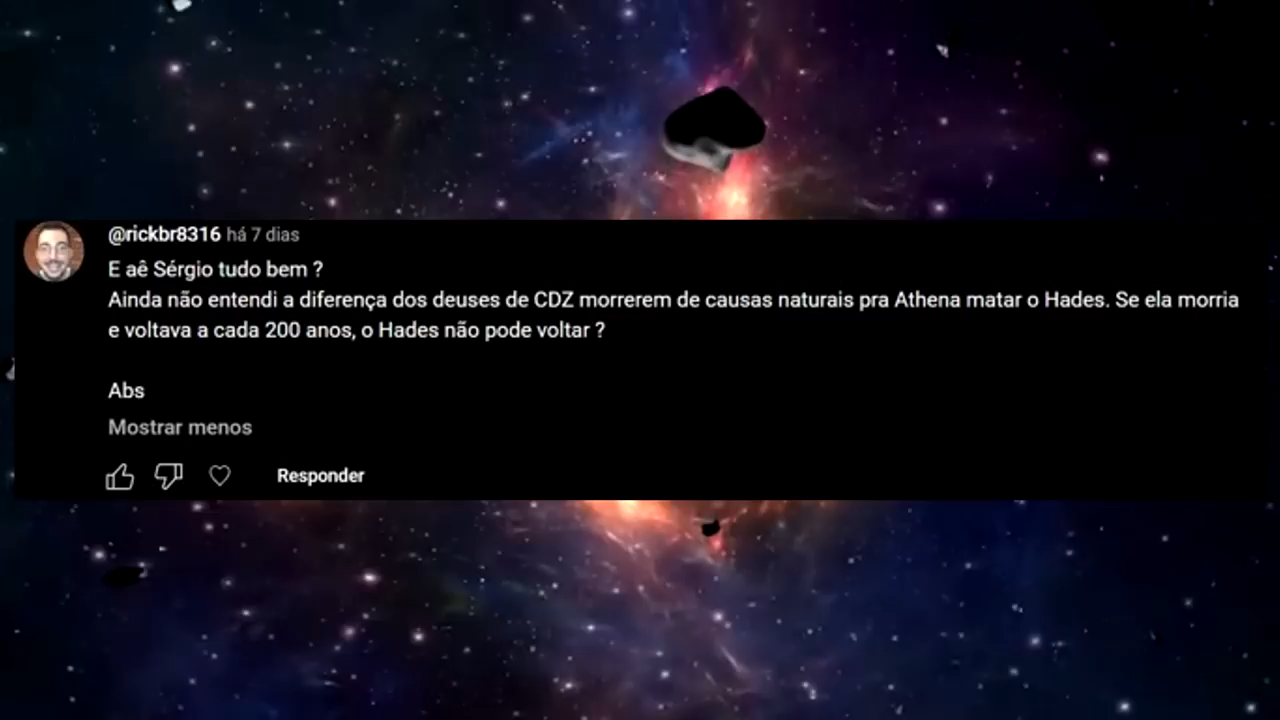 @rickbr8316 há 7 dias
E aê Sérgio tudo bem ?
Ainda não entendi a diferença dos deuses de CDZ morrerem de causas naturais pra Athena matar o Hades. Se ela morria
e voltava a cada 200 anos, o Hades não pode voltar ?
Abs
Mostrar menos
Responder